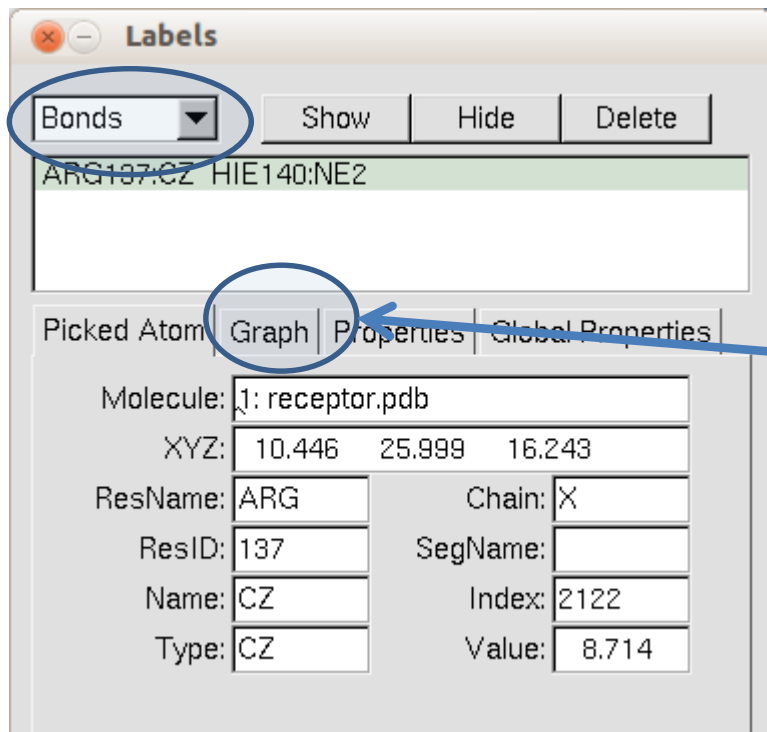 Labels
Bonds Show Hide Delete
ARG137:CZ HIE140:NE2
Picked Atom Graph Properties Global Properties
Molecule: 1: receptor.pdb
XYZ: 10.446 25.999 16.243
ResName: ARG Chain: X
ResID: 137 SegName:
Name: CZ Index: 2122
Type: CZ Value: 8.714